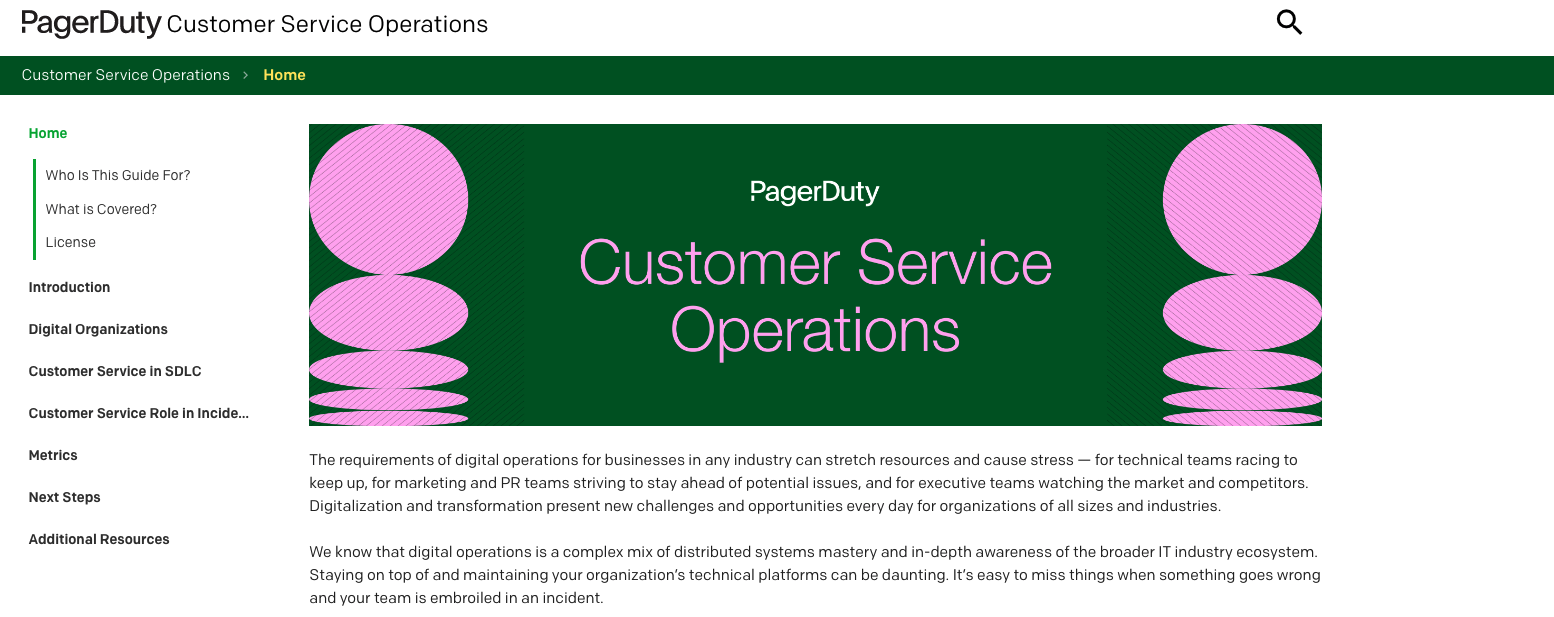 PagerDuty Customer Service Operations
Customer Service Operations > Home
Home
Who Is This Guide For?
What is Covered?
License
Introduction
Digital Organizations
Customer Service in SDLC
Customer Service Role in Incide...
Metrics
Next Steps
Additional Resources
PagerDuty
Customer Service
Operations
The requirements of digital operations for businesses in any industry can stretch resources and cause stress — for technical teams racing to
keep up, for marketing and PR teams striving to stay ahead of potential issues, and for executive teams watching the market and competitors.
Digitalization and transformation present new challenges and opportunities every day for organizations of all sizes and industries.
We know that digital operations is a complex mix of distributed systems mastery and in-depth awareness of the broader IT industry ecosystem.
Staying on top of and maintaining your organization's technical platforms can be daunting. It's easy to miss things when something goes wrong
and your team is embroiled in an incident.